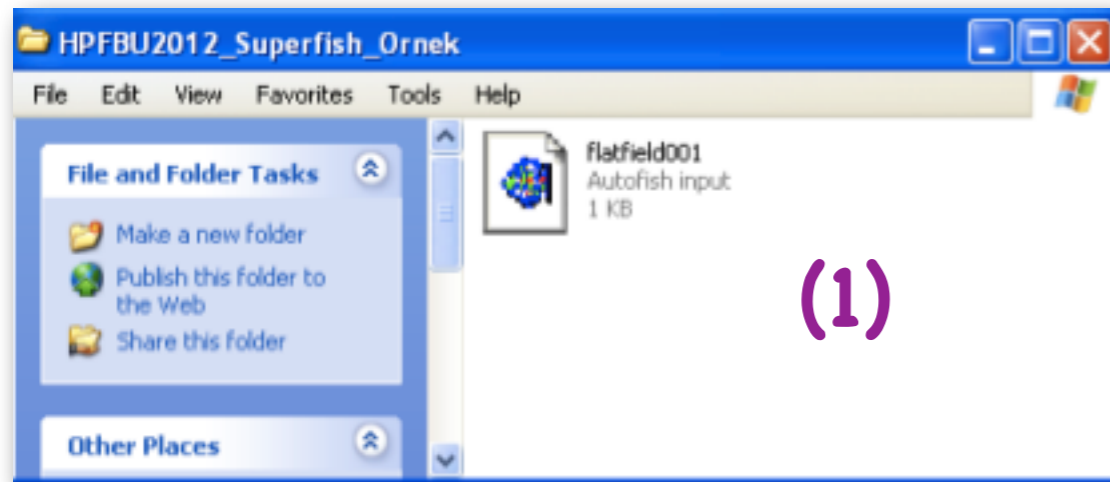 HPFBU2012_Superfish_Ornek
File Edit View Favorites Tools Help
File and Folder Tasks
Make a new folder
Publish this folder to
the Web
Share this folder
Other Places
flatfield001
Autofish input
1 KB
(1)